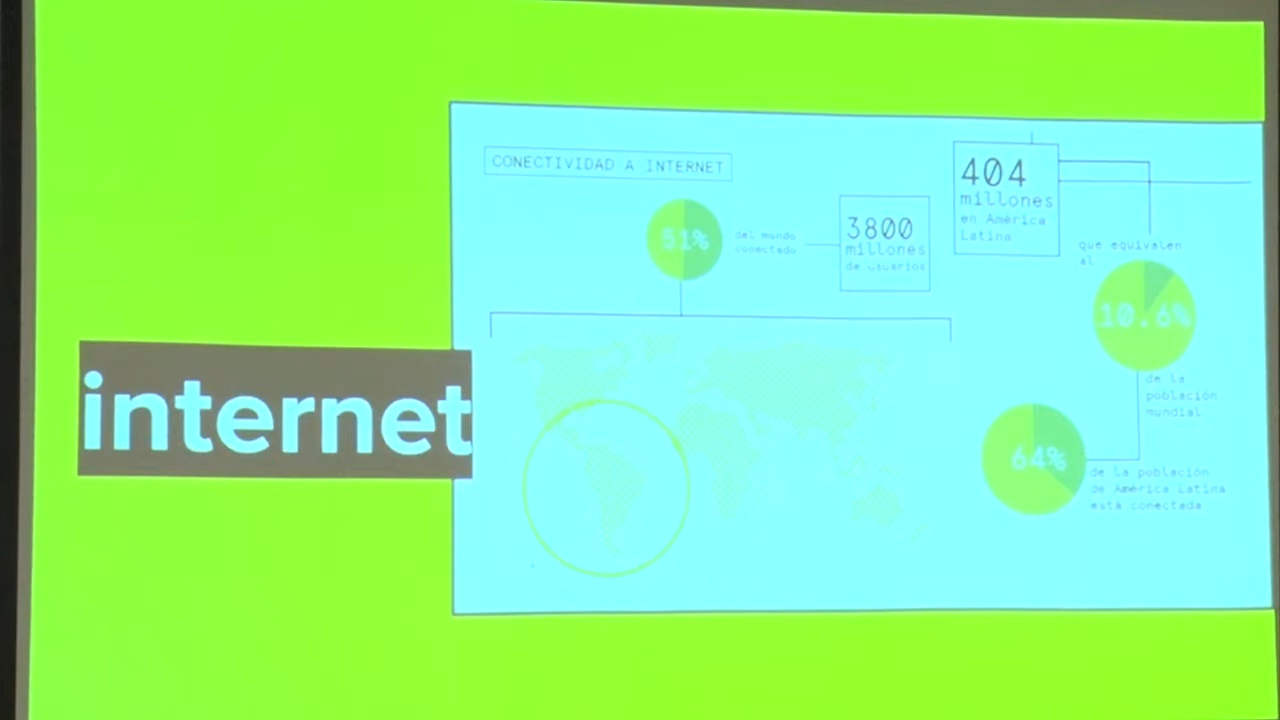 internet
CONECTIVIDAD A INTERNET
51%
del mundo
conectado
3800
millones
de usuarios
404
millones
en América
Latina
que equivalen
al
10.6%
de la
población
mundial
64%
de la población
de América Latina
está conectada